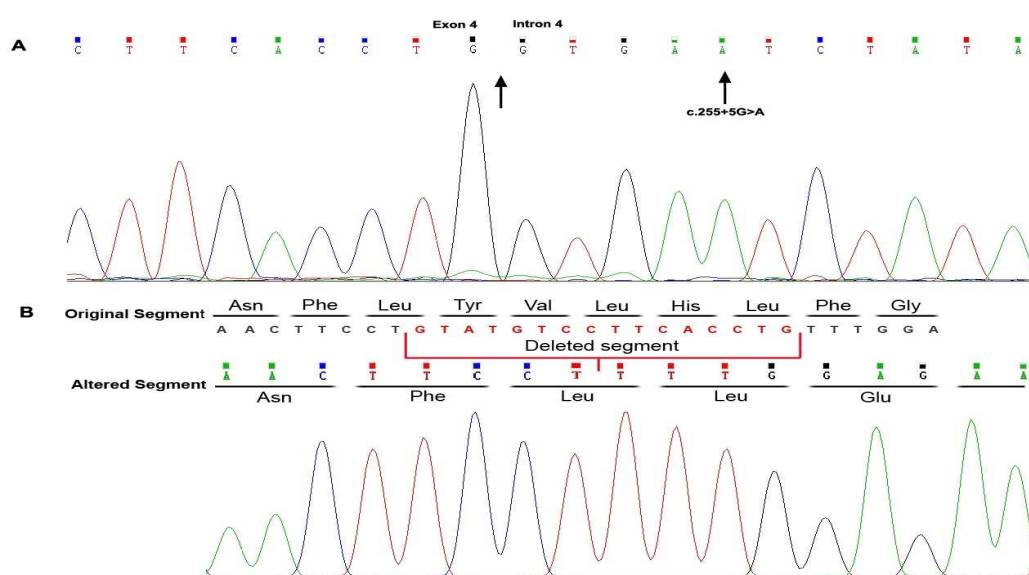 Exon 4 Intron 4
A C T T C A C C T G G T G A A T C T A T A
c.255+5G>A
Asn Phe Leu Tyr Val Leu His Leu Phe Gly
B Original Segment A A C T T C C T G T A T G T C C T T C A C C T G T T T G G A
Deleted segment
Altered Segment A A C T T C C T T T T G G A G A A
Asn Phe Leu Leu Glu